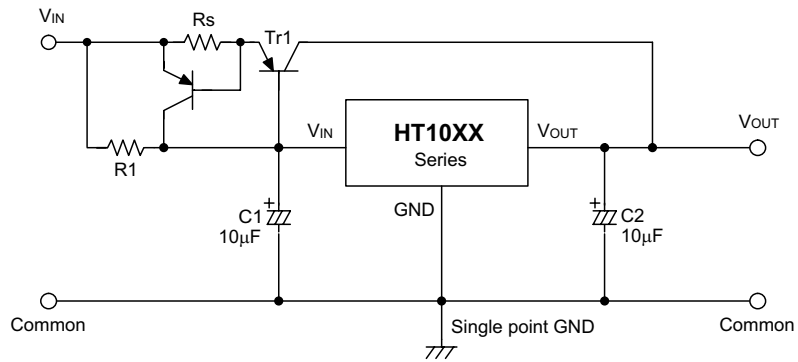 VIN
Rs
Tr1
R1
VIN
HT10XX
Series
VOUT
GND
VOUT
C1
10μF
C2
10μF
Common
Single point GND
Common
+
+